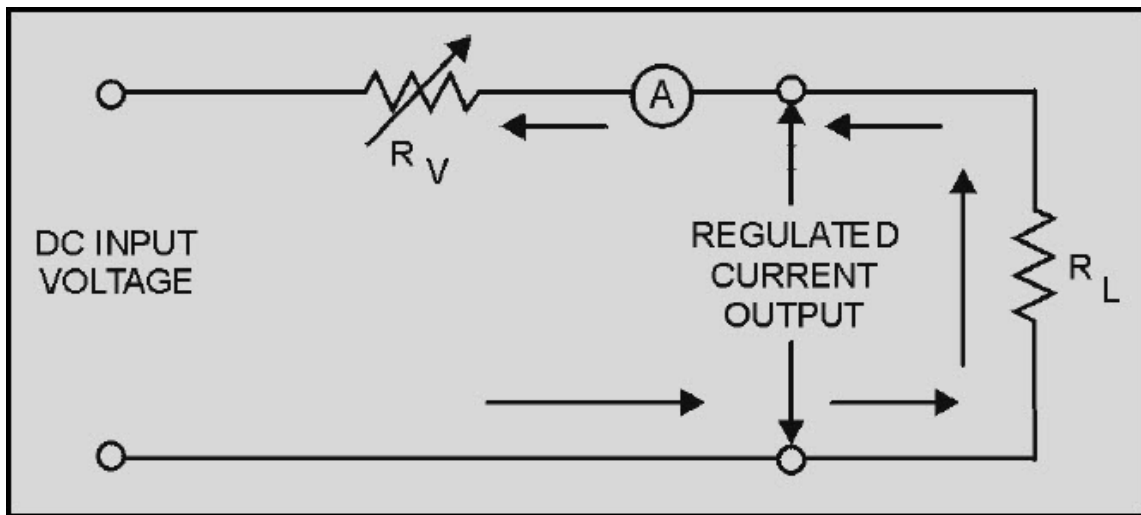 A
R V
DC INPUT
VOLTAGE
REGULATED
CURRENT
OUTPUT
R L